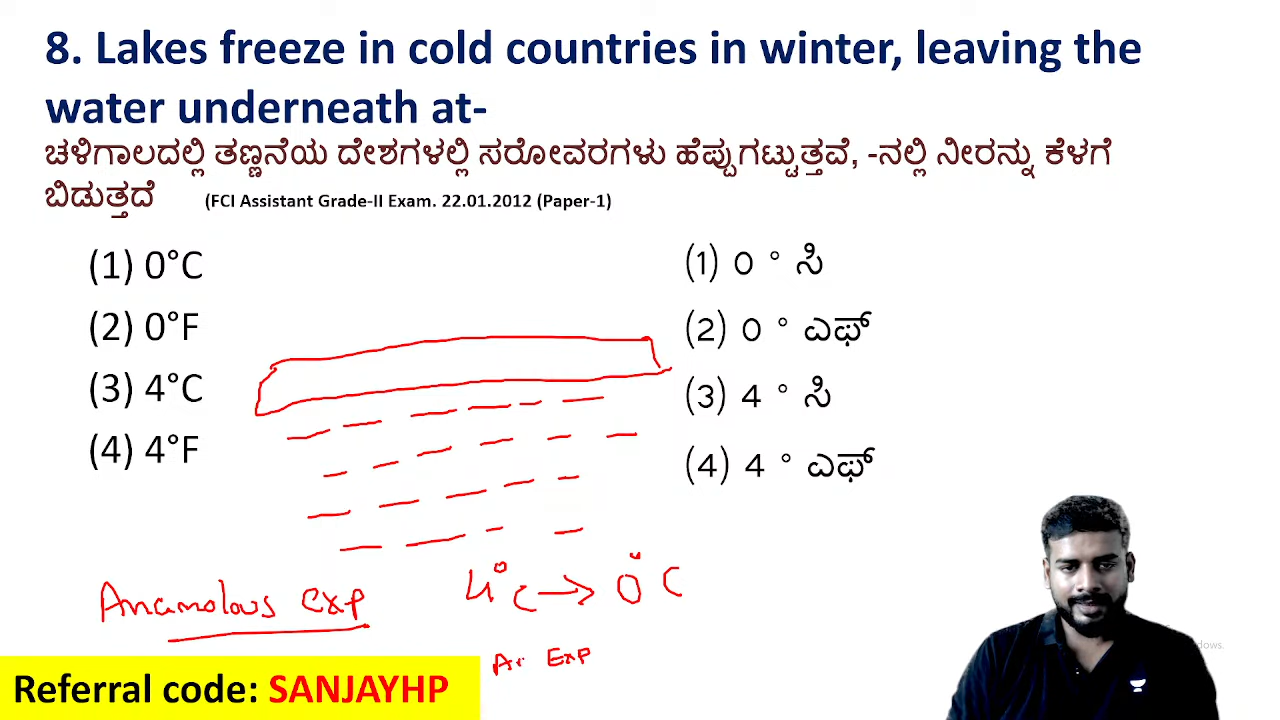 8. Lakes freeze in cold countries in winter, leaving the
water underneath at-
ಚಳಿಗಾಲದಲ್ಲಿ ತಣ್ಣನೆಯ ದೇಶಗಳಲ್ಲಿ ಸರೋವರಗಳು ಹೆಪ್ಪುಗಟ್ಟುತ್ತವೆ, -ನಲ್ಲಿ ನೀರನ್ನು ಕೆಳಗೆ
ಬಿಡುತ್ತದೆ (FCI Assistant Grade-II Exam. 22.01.2012 (Paper-1)
(1) 0°C
(2) 0°F
(3) 4°C
(4) 4°F
(1) 0 ° ಸಿ
(2) 0 ° ಎಫ್
(3) 4 ° ಸಿ
(4) 4 ° ಎಫ್
4°C → 0°C
Anamolous exp
An Exp
Referral code: SANJAYHP